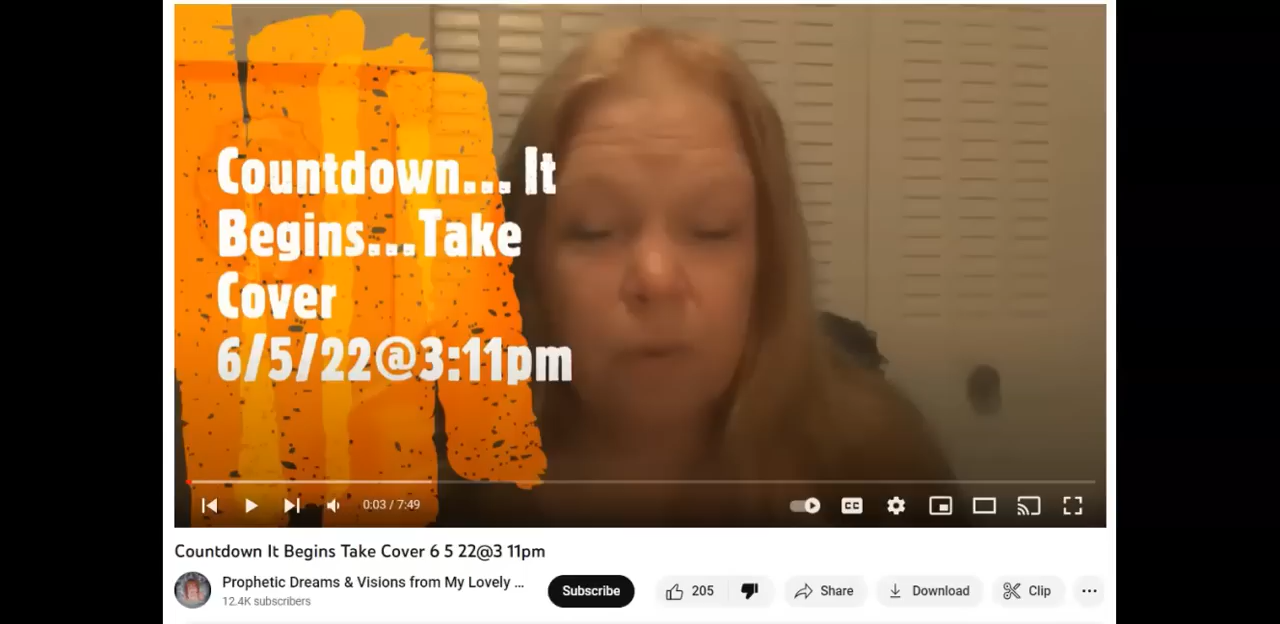 Countdown... It
Begins...Take
Cover
6/5/22@3:11pm
0:03 / 7:49
CC
Countdown It Begins Take Cover 6 5 22@3 11pm
Prophetic Dreams & Visions from My Lovely ...
12.4K subscribers
Subscribe
205
Share
Download
Clip